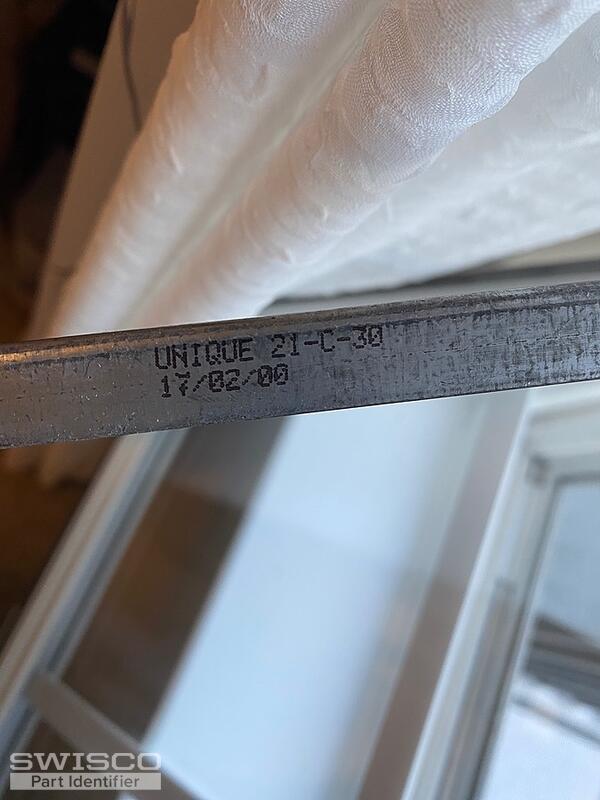 UNIQUE 21-C-30
17/02/00
SWISCO
Part Identifier